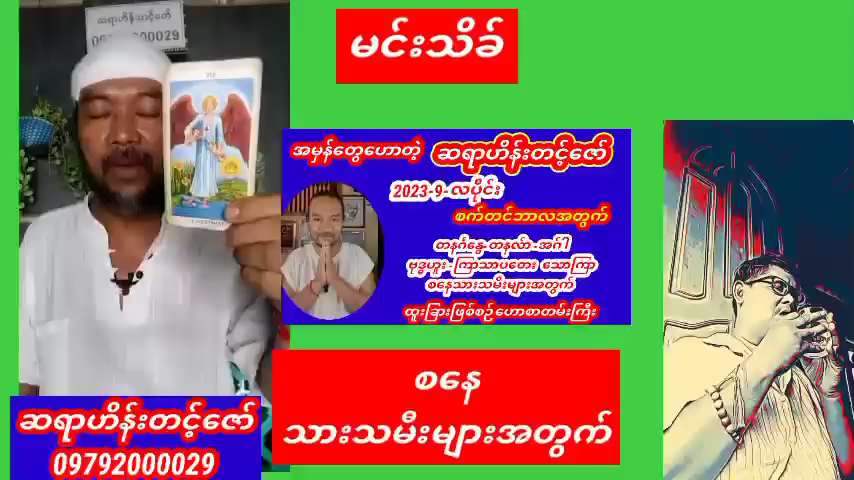 ဆရာဟိန်းတင့်ဇော်
မင်းသိခ်
အမှန်တွေဟောတဲ့ ဆရာဟိန်းတင့်ဇော်
2023-9-လပိုင်း
စက်တင်ဘာလအတွက်
တနင်္ဂနွေ-တနင်္လာ-အင်္ဂါ
ဗုဒ္ဓဟူး-ကြာသာပတေး သောကြာ
စနေသားသမီးများအတွက်
ထူးခြားဖြစ်စဉ်ဟောစာတမ်းကြီး
စနေ
သားသမီးများအတွက်
ဆရာဟိန်းတင့်ဇော်
09792000029